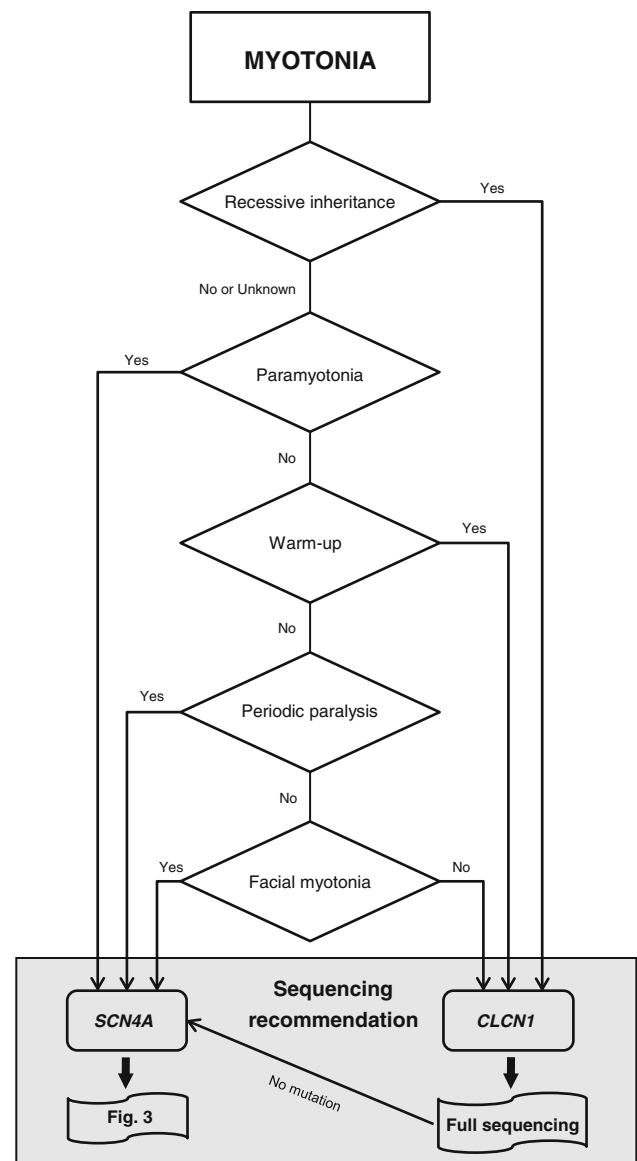 MYOTONIA
Recessive inheritance
Yes
No or Unknown
Yes
Paramyotonia
No
Warm-up
Yes
No
Yes
Periodic paralysis
No
Yes
Facial myotonia
No
Sequencing
recommendation
SCN4A
CLCN1
No mutation
Fig. 3
Full sequencing